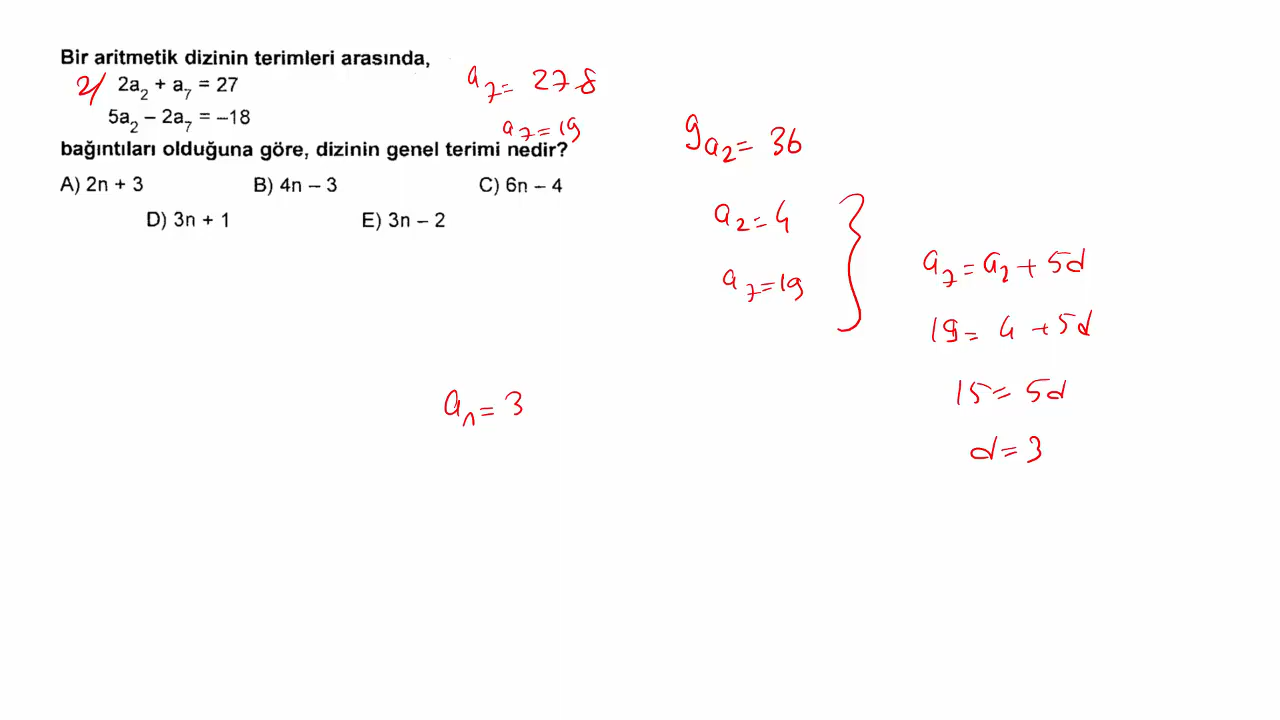 Bir aritmetik dizinin terimleri arasında,
2/ 2a₂ + a₇ = 27
5a₂ – 2a₇ = –18
bağıntıları olduğuna göre, dizinin genel terimi nedir?
A) 2n + 3 B) 4n – 3 C) 6n – 4
D) 3n + 1 E) 3n – 2
a₇ = 27-8
a₇ = 19
9a₂ = 36
a₂ = 4
a₇ = 19
a₇ = a₂ + 5d
19 = 4 + 5d
15 = 5d
d = 3
aₙ = 3